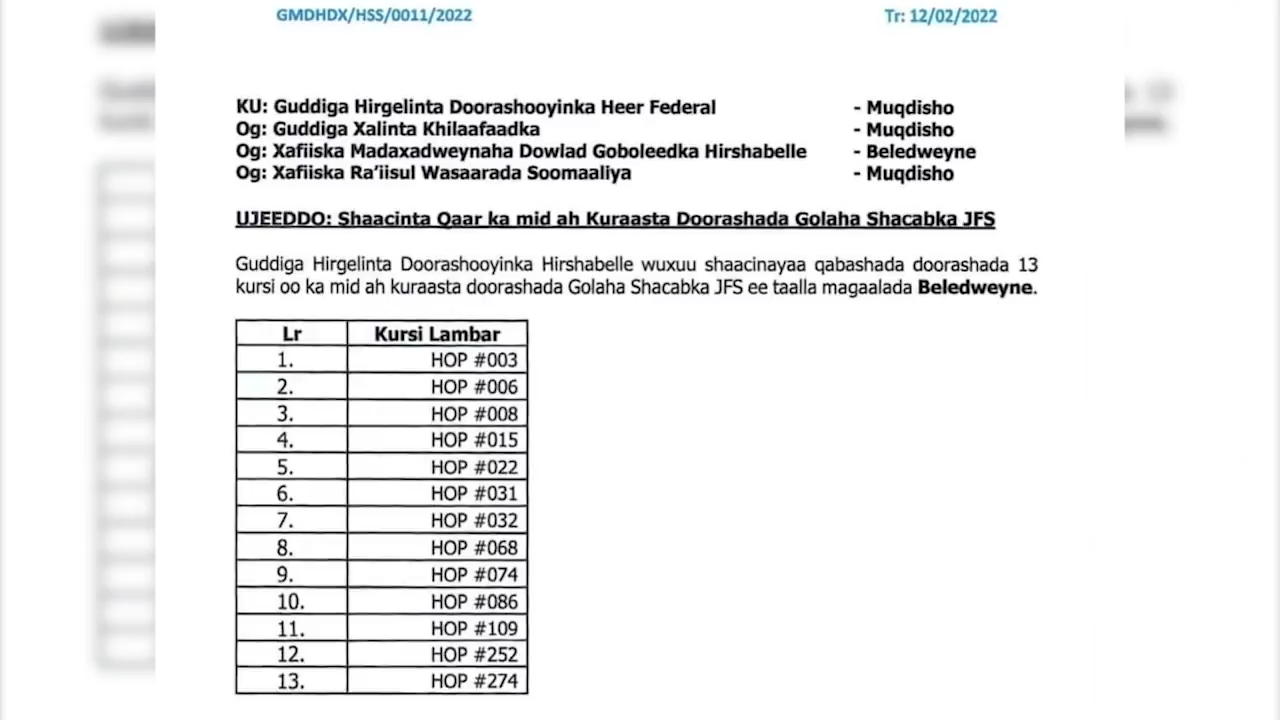 GMDHDX/HSS/0011/2022 Tr: 12/02/2022
KU: Guddiga Hirgelinta Doorashooyinka Heer Federal - Muqdisho
Og: Guddiga Xalinta Khilaafaadka - Muqdisho
Og: Xafiiska Madaxadweynaha Dowlad Goboleedka Hirshabelle - Beledweyne
Og: Xafiiska Ra’iisul Wasaarada Soomaaliya - Muqdisho
UJEEDDO: Shaacinta Qaar ka mid ah Kuraasta Doorashada Golaha Shacabka JFS
Guddiga Hirgelinta Doorashooyinka Hirshabelle wuxuu shaacinayaa qabashada doorashada 13
kursi oo ka mid ah kuraasta doorashada Golaha Shacabka JFS ee taalla magaalada Beledweyne.
Lr Kursi Lambar
1. HOP #003
2. HOP #006
3. HOP #008
4. HOP #015
5. HOP #022
6. HOP #031
7. HOP #032
8. HOP #068
9. HOP #074
10. HOP #086
11. HOP #109
12. HOP #252
13. HOP #274